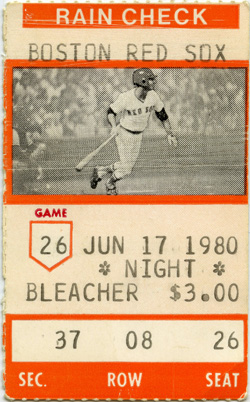 RAIN CHECK
BOSTON RED SOX
RED SOX
GAME
26 JUN 17 1980
* NIGHT *
BLEACHER $3.00
37 08 26
SEC. ROW SEAT